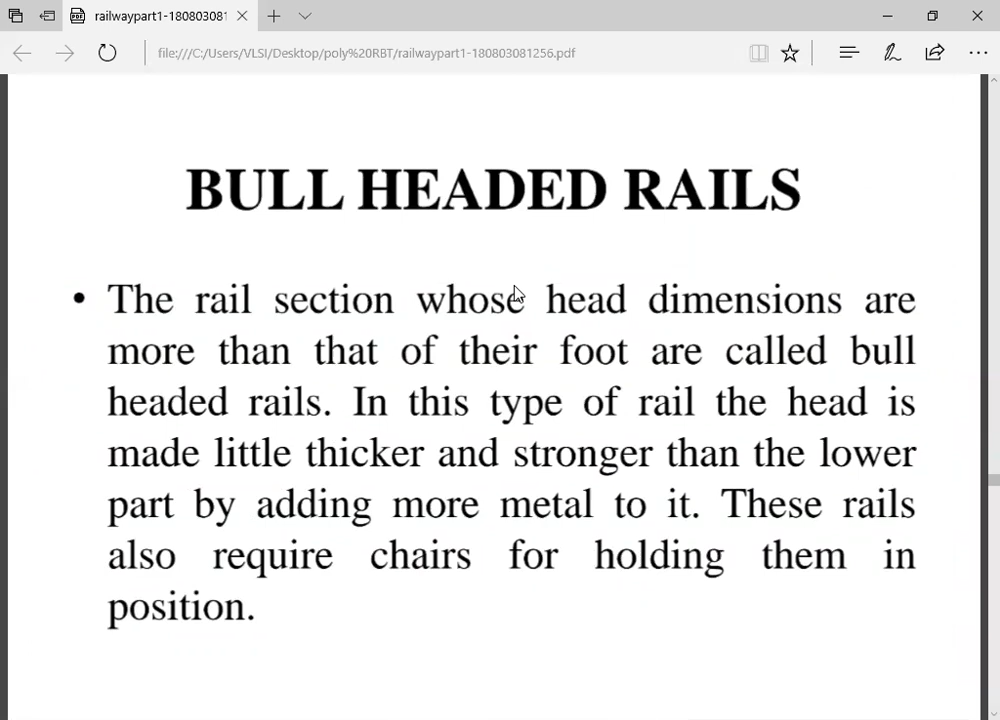 railwaypart1-180803081
file:///C:/Users/VLSI/Desktop/poly%20RBT/railwaypart1-180803081256.pdf
BULL HEADED RAILS
• The rail section whose head dimensions are
more than that of their foot are called bull
headed rails. In this type of rail the head is
made little thicker and stronger than the lower
part by adding more metal to it. These rails
also require chairs for holding them in
position.